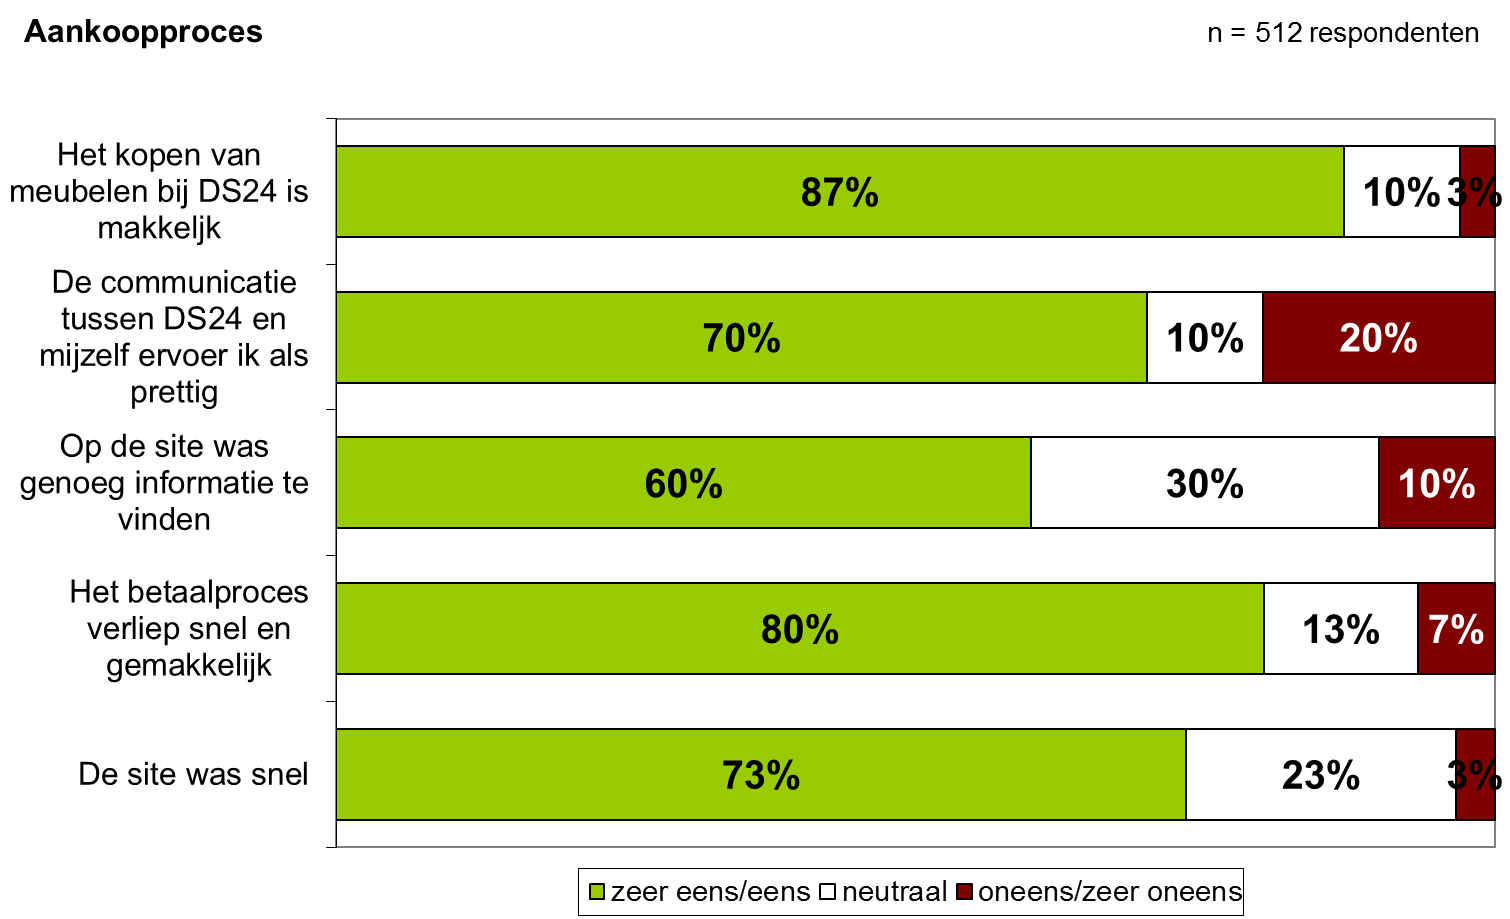 Aankoopproces
n = 512 respondenten
Het kopen van
meubelen bij DS24 is
makkeljk
87%
10%
3%
De communicatie
tussen DS24 en
mijzelf ervoer ik als
prettig
70%
10%
20%
Op de site was
genoeg informatie te
vinden
60%
30%
10%
Het betaalproces
verliep snel en
gemakkelijk
80%
13%
7%
De site was snel
73%
23%
3%
zeer eens/eens
neutraal
oneens/zeer oneens